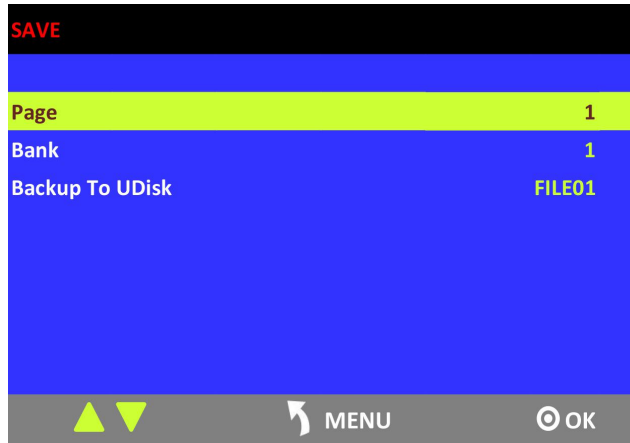 SAVE
Page 1
Bank 1
Backup To UDisk FILE01
MENU OK